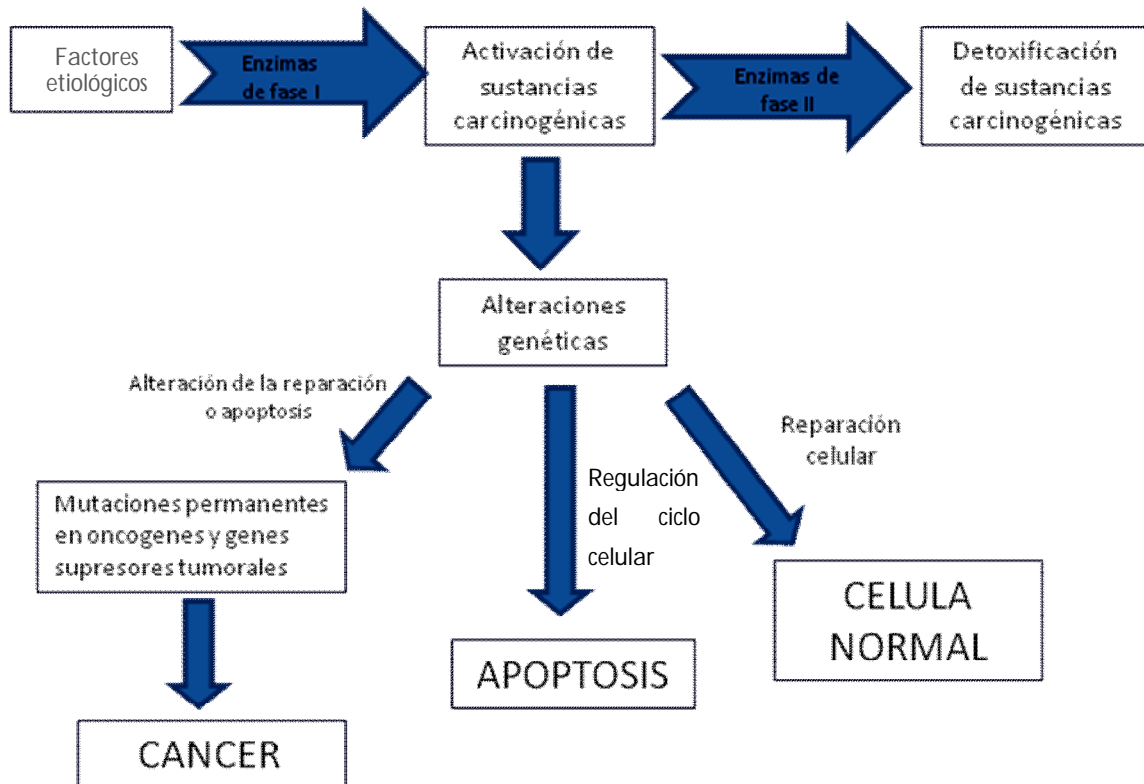 Factores
etiológicos
Enzimas
de fase I
Activación de
sustancias
carcinogénicas
Enzimas de
fase II
Detoxificación
de sustancias
carcinogénicas
Alteraciones
genéticas
Alteración de la reparación
o apoptosis
Reparación
celular
Regulación
del ciclo
celular
Mutaciones permanentes
en oncogenes y genes
supresores tumorales
CELULA
NORMAL
APOPTOSIS
CANCER